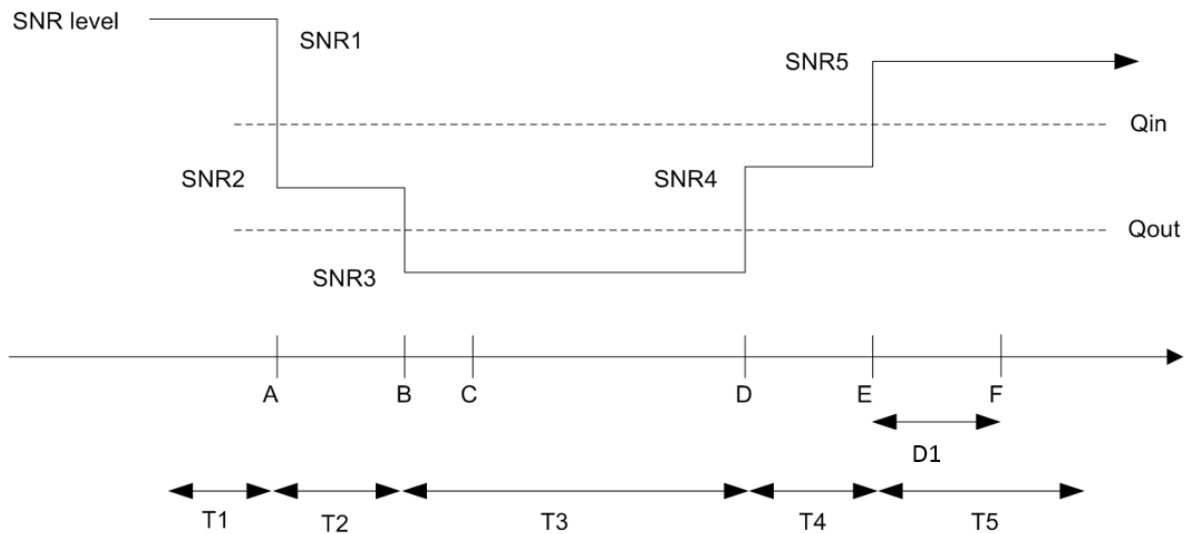 SNR level
SNR1
SNR5
Qin
SNR2
SNR4
Qout
SNR3
A B C D E F
D1
T1 T2 T3 T4 T5